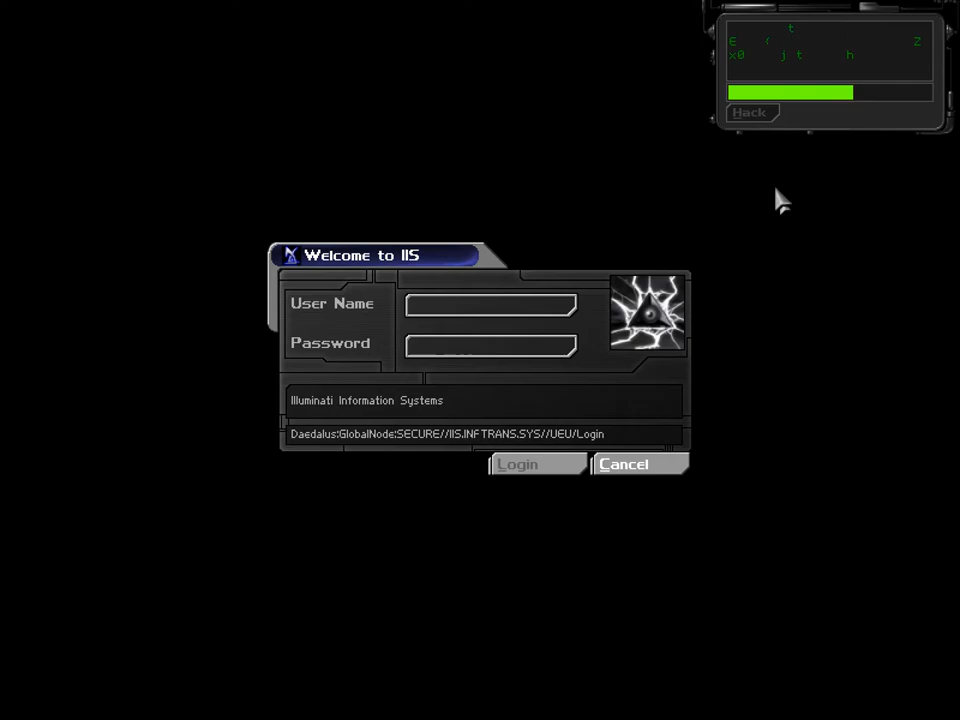 t
E ( Z
x0 j t h
Hack
Welcome to IIS
User Name
Password
Illuminati Information Systems
Daedalus:GlobalNode:SECURE//IIS.INFTRANS.SYS//UEU/Login
Login
Cancel